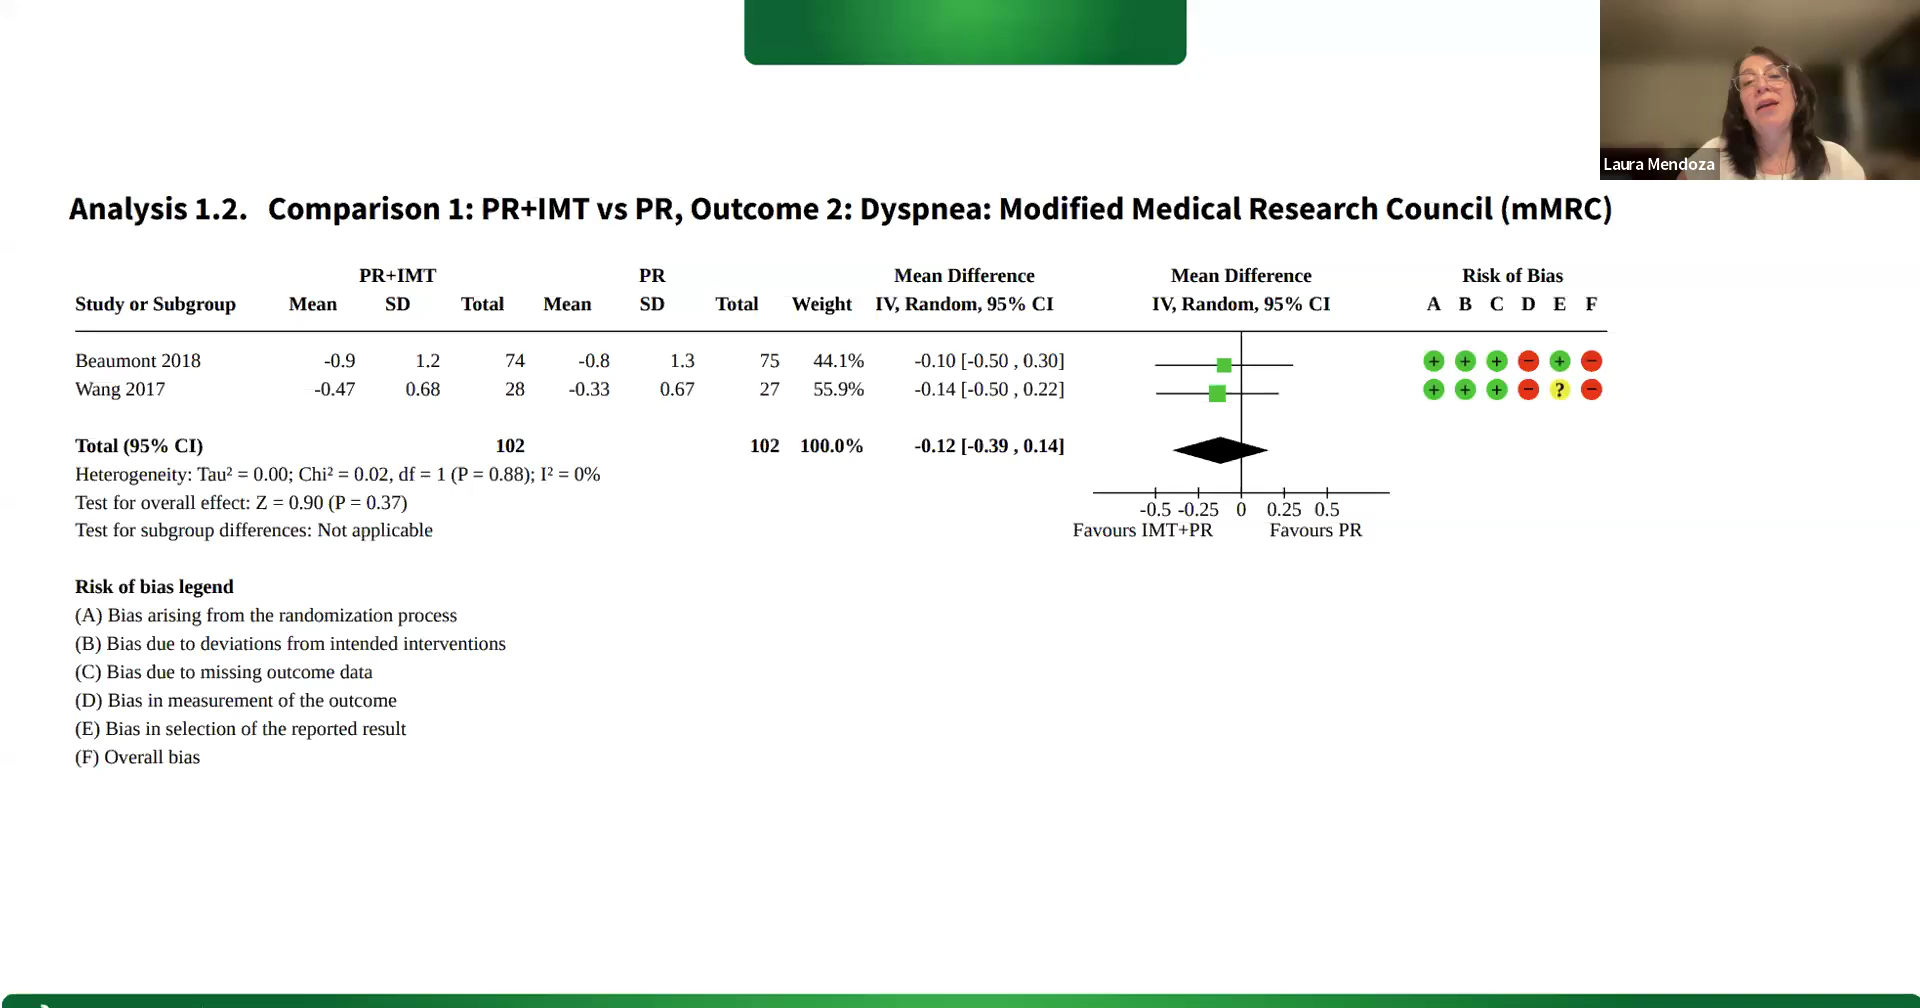 Laura Mendoza
Analysis 1.2. Comparison 1: PR+IMT vs PR, Outcome 2: Dyspnea: Modified Medical Research Council (mMRC)
PR+IMT PR Mean Difference Mean Difference Risk of Bias
Study or Subgroup Mean SD Total Mean SD Total Weight IV, Random, 95% CI IV, Random, 95% CI A B C D E F
Beaumont 2018 -0.9 1.2 74 -0.8 1.3 75 44.1% -0.10 [-0.50 , 0.30] + + + − + −
Wang 2017 -0.47 0.68 28 -0.33 0.67 27 55.9% -0.14 [-0.50 , 0.22] + + + − ? −
Total (95% CI) 102 102 100.0% -0.12 [-0.39 , 0.14]
Heterogeneity: Tau² = 0.00; Chi² = 0.02, df = 1 (P = 0.88); I² = 0%
Test for overall effect: Z = 0.90 (P = 0.37)
-0.5 -0.25 0 0.25 0.5
Test for subgroup differences: Not applicable
Favours IMT+PR Favours PR
Risk of bias legend
(A) Bias arising from the randomization process
(B) Bias due to deviations from intended interventions
(C) Bias due to missing outcome data
(D) Bias in measurement of the outcome
(E) Bias in selection of the reported result
(F) Overall bias